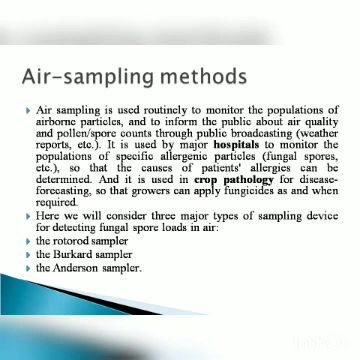 Air-sampling methods
Air sampling is used routinely to monitor the populations of
airborne particles, and to inform the public about air quality
and pollen/spore counts through public broadcasting (weather
reports, etc.). It is used by major hospitals to monitor the
populations of specific allergenic particles (fungal spores,
etc.), so that the causes of patients' allergies can be
determined. And it is used in crop pathology for disease-
forecasting, so that growers can apply fungicides as and when
required.
Here we will consider three major types of sampling device
for detecting fungal spore loads in air:
the rotorod sampler
the Burkard sampler
the Anderson sampler.